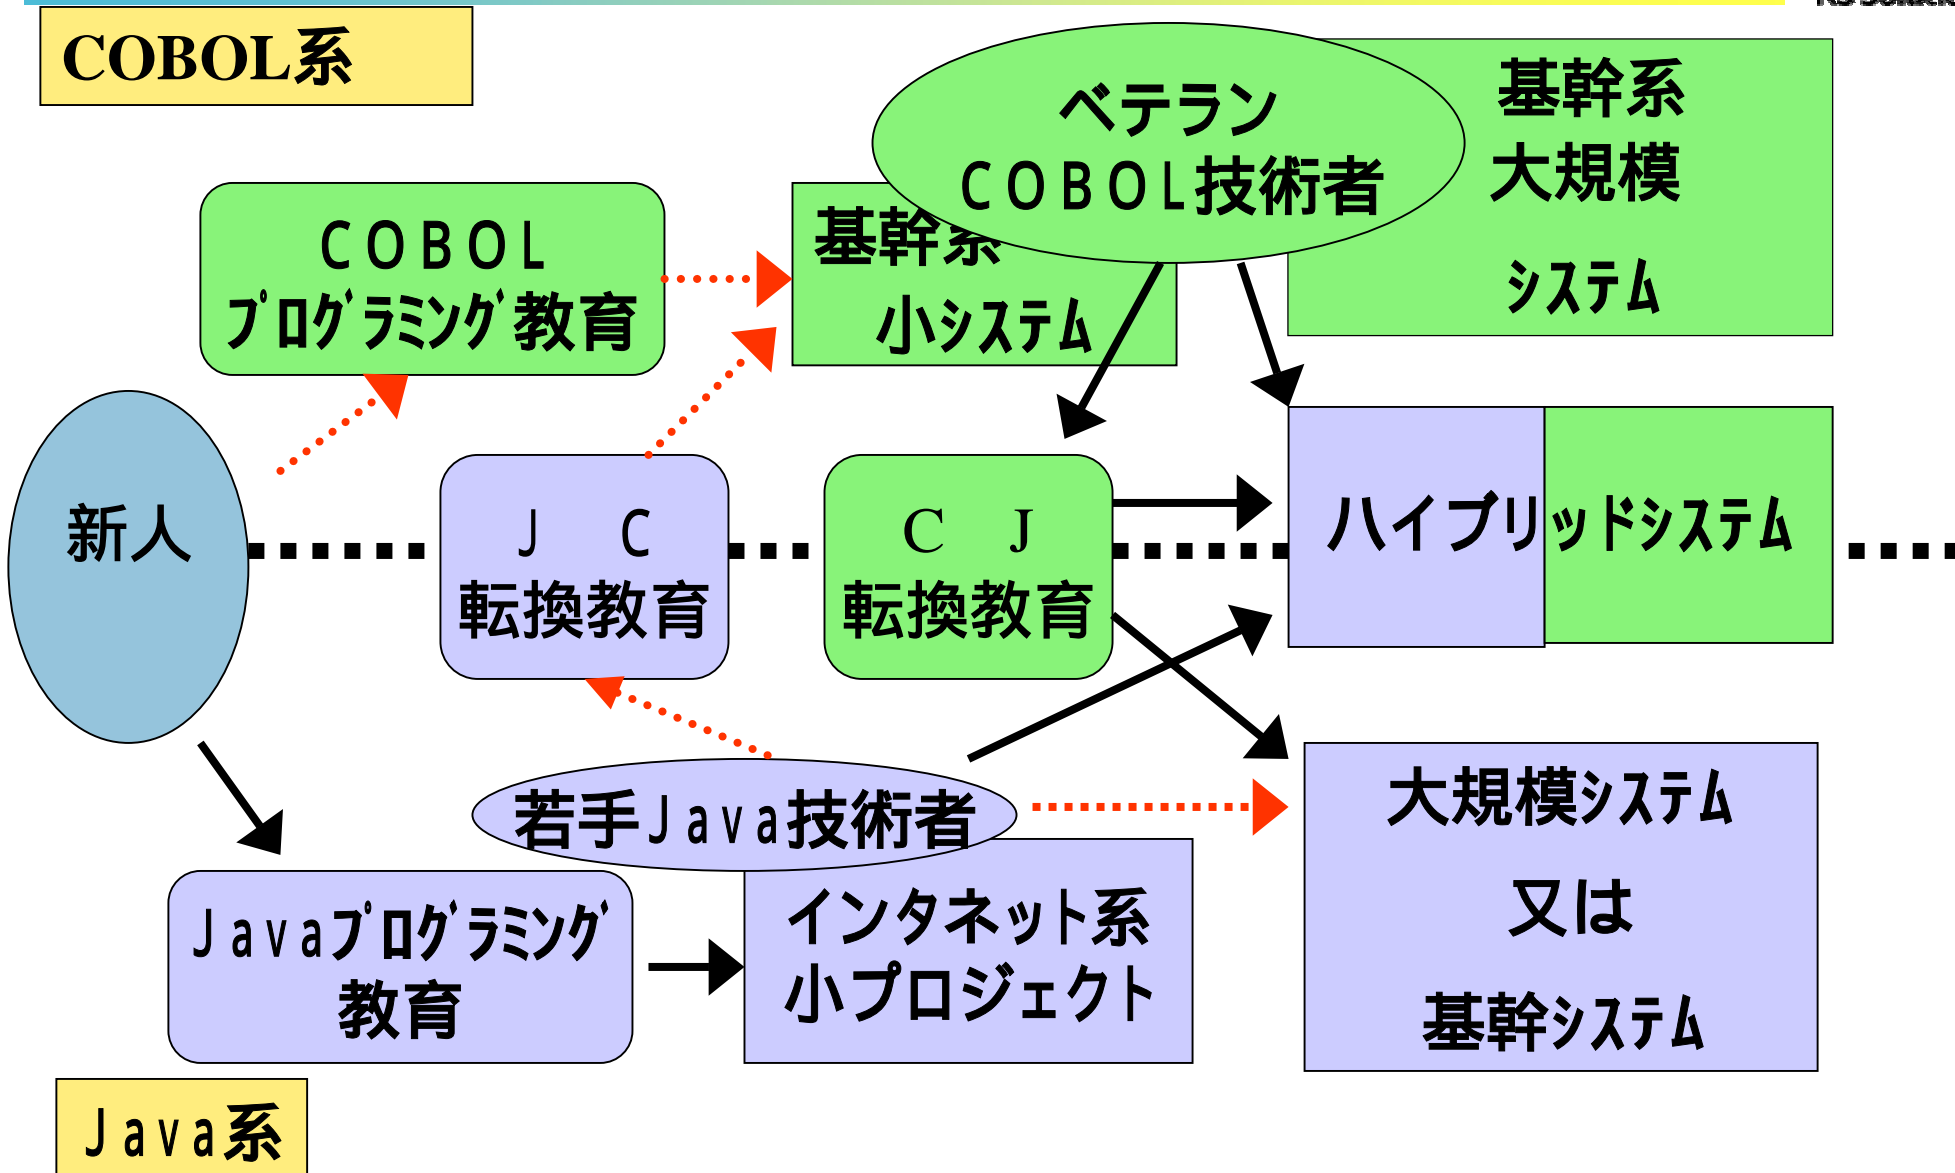 COBOL系
ベテラン
ＣＯＢＯＬ技術者
基幹系
大規模
システム
ＣＯＢＯＬ
プログラミング教育
基幹系
小システム
新人
Ｊ　Ｃ
転換教育
Ｃ　Ｊ
転換教育
ハイブリッドシステム
若手Ｊａｖａ技術者
大規模システム
又は
基幹システム
Ｊａｖａプログラミング
教育
インタネット系
小プロジェクト
Ｊａｖａ系